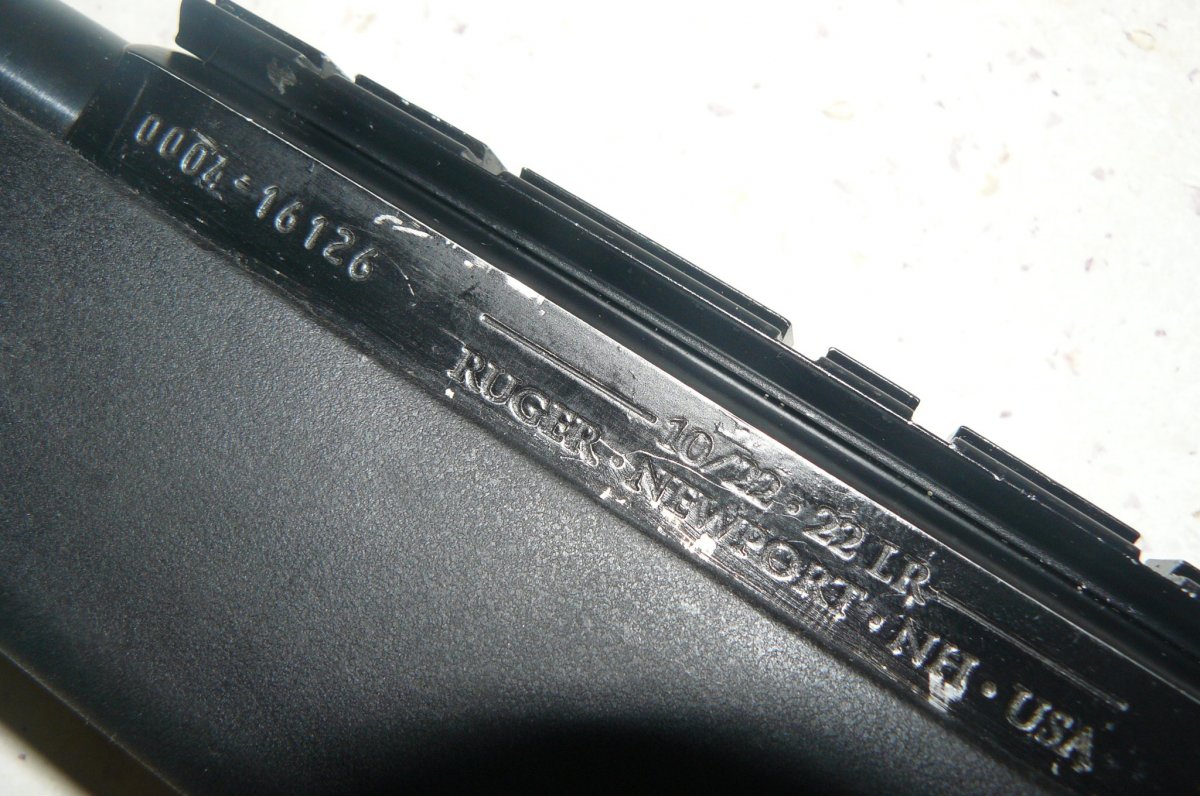 0004-16126
10/22 • 22 LR
RUGER • NEWPORT • NH • USA